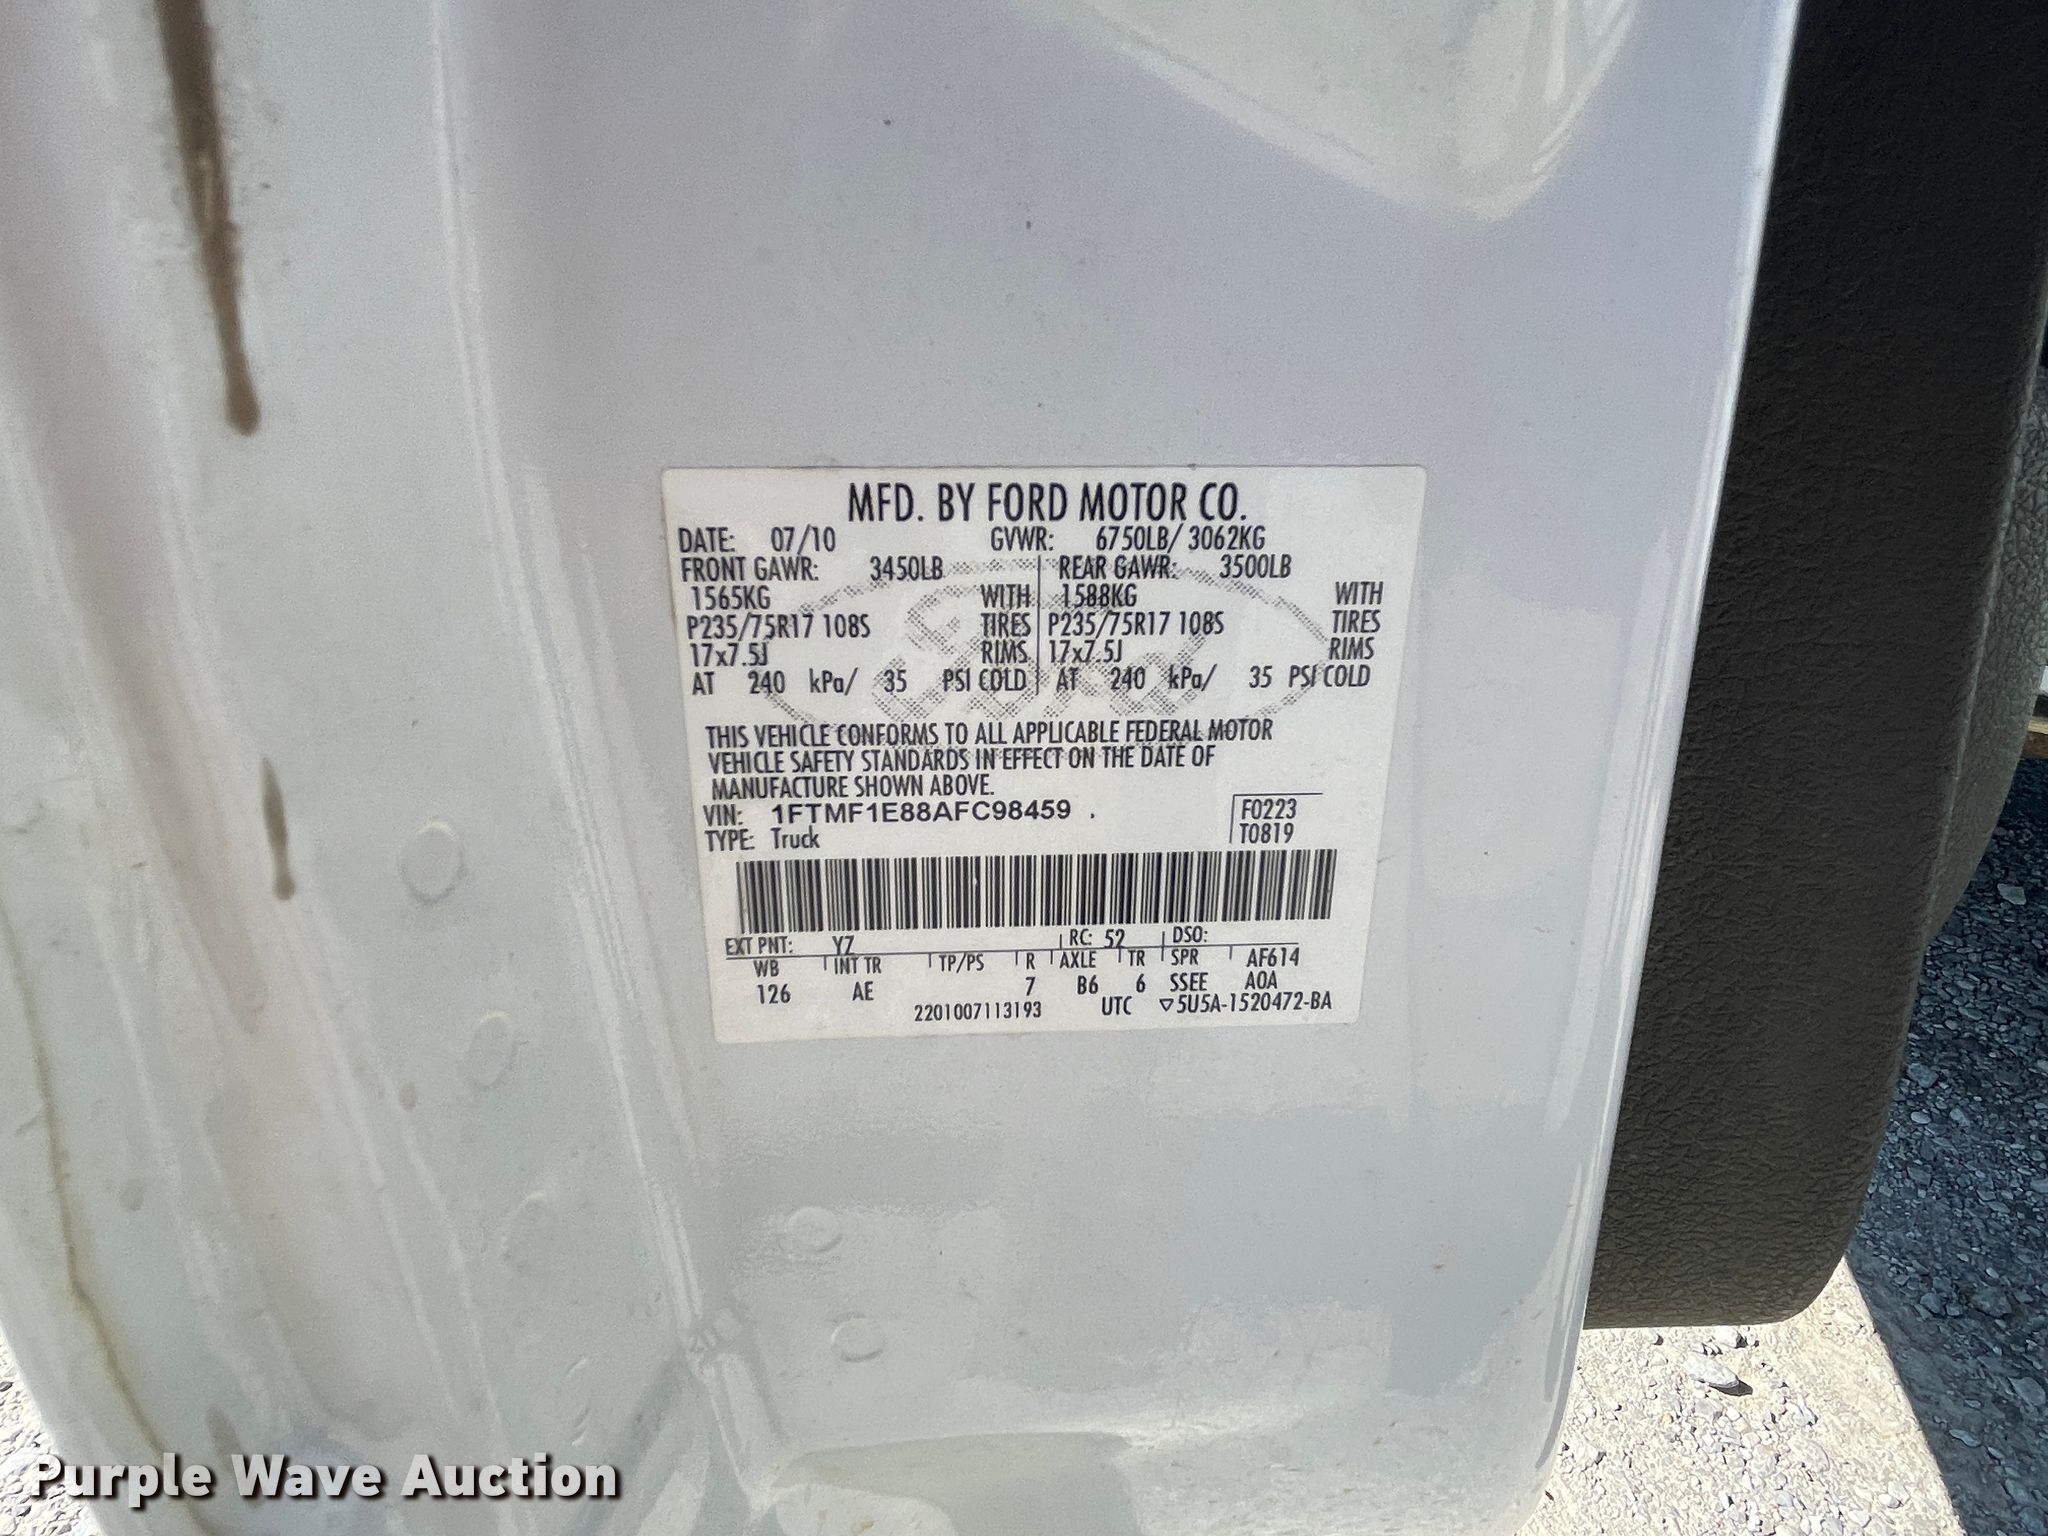 MFD. BY FORD MOTOR CO.
DATE: 07/10 GVWR: 6750LB/ 3062KG
FRONT GAWR: 3450LB REAR GAWR: 3500LB
1565KG WITH 1588KG WITH
P235/75R17 108S TIRES P235/75R17 108S TIRES
17x7.5J RIMS 17x7.5J RIMS
AT 240 kPa/ 35 PSI COLD AT 240 kPa/ 35 PSI COLD
Ford
THIS VEHICLE CONFORMS TO ALL APPLICABLE FEDERAL MOTOR
VEHICLE SAFETY STANDARDS IN EFFECT ON THE DATE OF
MANUFACTURE SHOWN ABOVE.
VIN: 1FTMF1E88AFC98459 . F0223
TYPE: Truck T0819
EXT PNT: YZ RC: 52 DSO:
WB INT TR TP/PS R AXLE TR SPR AF614
126 AE 7 B6 6 SSEE A0A
2201007113193 UTC ▽5U5A-1520472-BA
Purple Wave Auction